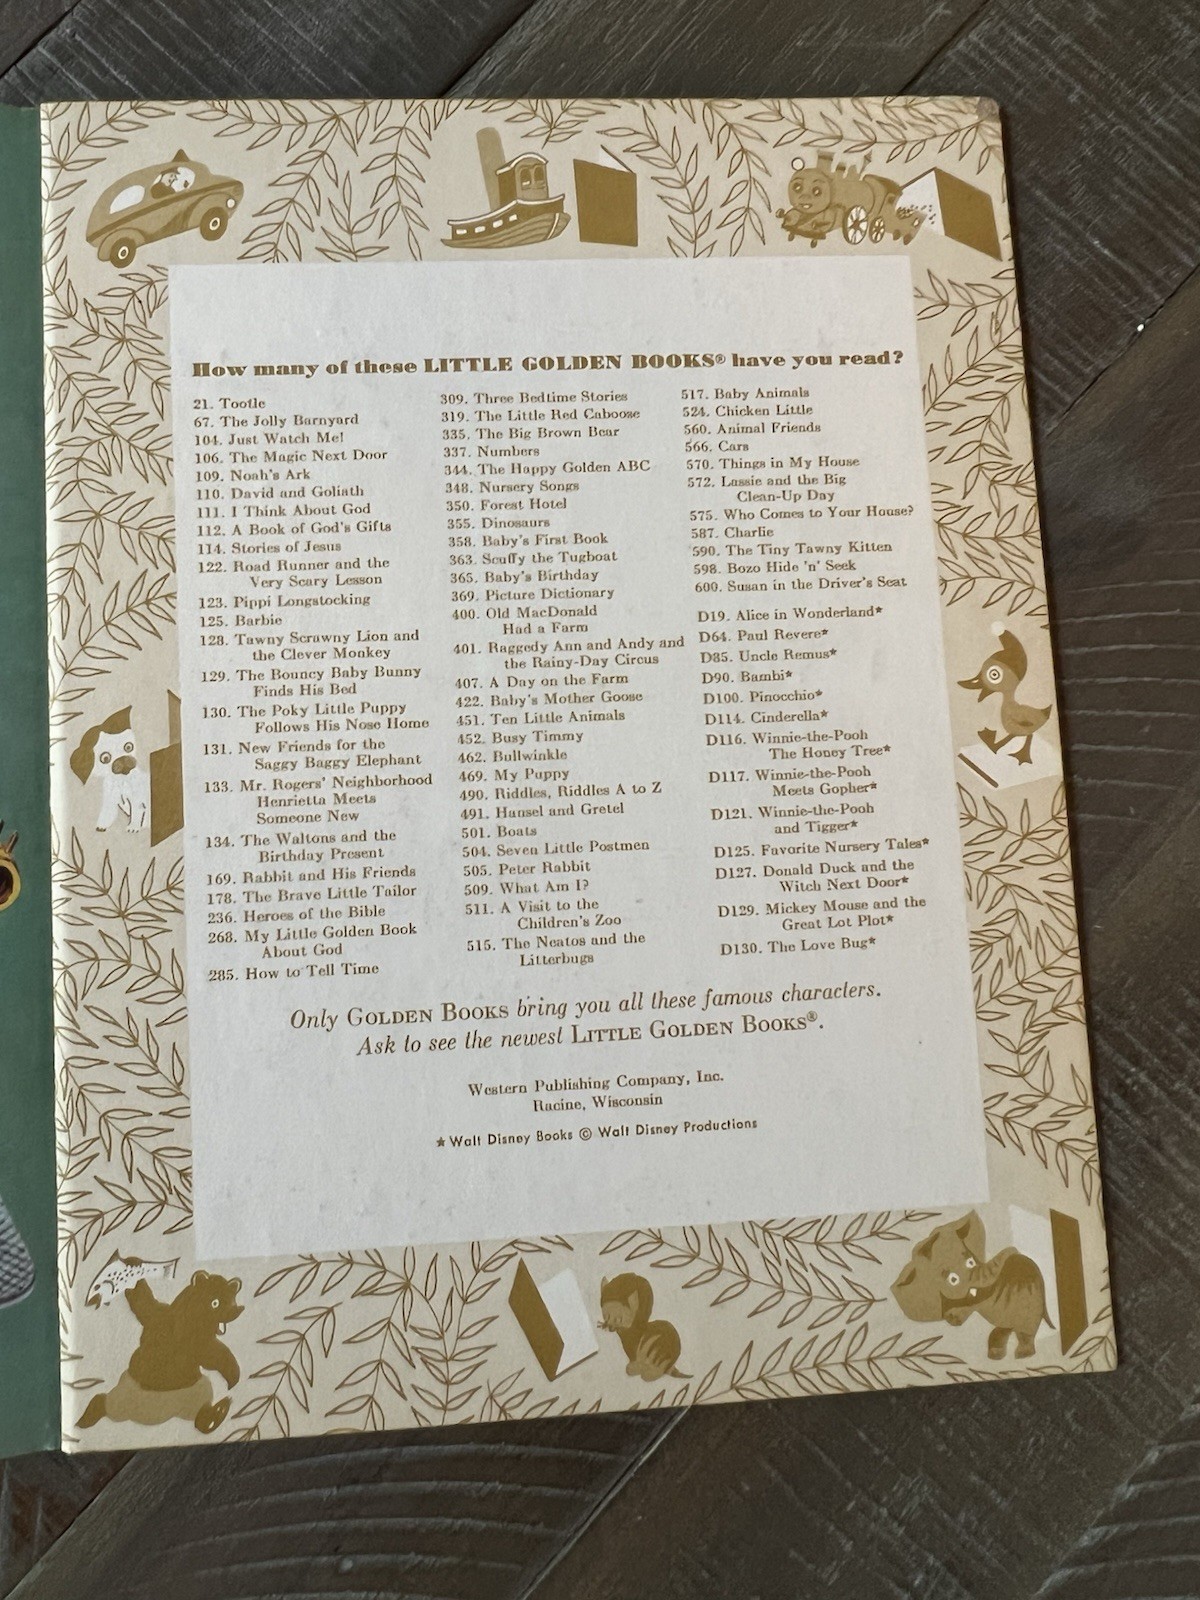 How many of these LITTLE GOLDEN BOOKS® have you read?
21. Tootle
67. The Jolly Barnyard
104. Just Watch Me!
106. The Magic Next Door
109. Noah's Ark
110. David and Goliath
111. I Think About God
112. A Book of God's Gifts
114. Stories of Jesus
122. Road Runner and the
Very Scary Lesson
123. Pippi Longstocking
125. Barbie
128. Tawny Scrawny Lion and
the Clever Monkey
129. The Bouncy Baby Bunny
Finds His Bed
130. The Poky Little Puppy
Follows His Nose Home
131. New Friends for the
Saggy Baggy Elephant
133. Mr. Rogers' Neighborhood
Henrietta Meets
Someone New
134. The Waltons and the
Birthday Present
169. Rabbit and His Friends
178. The Brave Little Tailor
236. Heroes of the Bible
268. My Little Golden Book
About God
285. How to Tell Time
309. Three Bedtime Stories
319. The Little Red Caboose
335. The Big Brown Bear
337. Numbers
344. The Happy Golden ABC
348. Nursery Songs
350. Forest Hotel
355. Dinosaurs
358. Baby's First Book
363. Scuffy the Tugboat
365. Baby's Birthday
369. Picture Dictionary
400. Old MacDonald
Had a Farm
401. Raggedy Ann and Andy and
the Rainy-Day Circus
407. A Day on the Farm
422. Baby's Mother Goose
451. Ten Little Animals
452. Busy Timmy
462. Bullwinkle
469. My Puppy
490. Riddles, Riddles A to Z
491. Hansel and Gretel
501. Boats
504. Seven Little Postmen
505. Peter Rabbit
509. What Am I?
511. A Visit to the
Children's Zoo
515. The Neatos and the
Litterbugs
517. Baby Animals
524. Chicken Little
560. Animal Friends
566. Cars
570. Things in My House
572. Lassie and the Big
Clean-Up Day
575. Who Comes to Your House?
587. Charlie
590. The Tiny Tawny Kitten
598. Bozo Hide 'n' Seek
600. Susan in the Driver's Seat
D19. Alice in Wonderland*
D64. Paul Revere*
D85. Uncle Remus*
D90. Bambi*
D100. Pinocchio*
D114. Cinderella*
D116. Winnie-the-Pooh
The Honey Tree*
D117. Winnie-the-Pooh
Meets Gopher*
D121. Winnie-the-Pooh
and Tigger*
D125. Favorite Nursery Tales*
D127. Donald Duck and the
Witch Next Door*
D129. Mickey Mouse and the
Great Lot Plot*
D130. The Love Bug*
Only GOLDEN BOOKS bring you all these famous characters.
Ask to see the newest LITTLE GOLDEN BOOKS®.
Western Publishing Company, Inc.
Racine, Wisconsin
★ Walt Disney Books © Walt Disney Productions